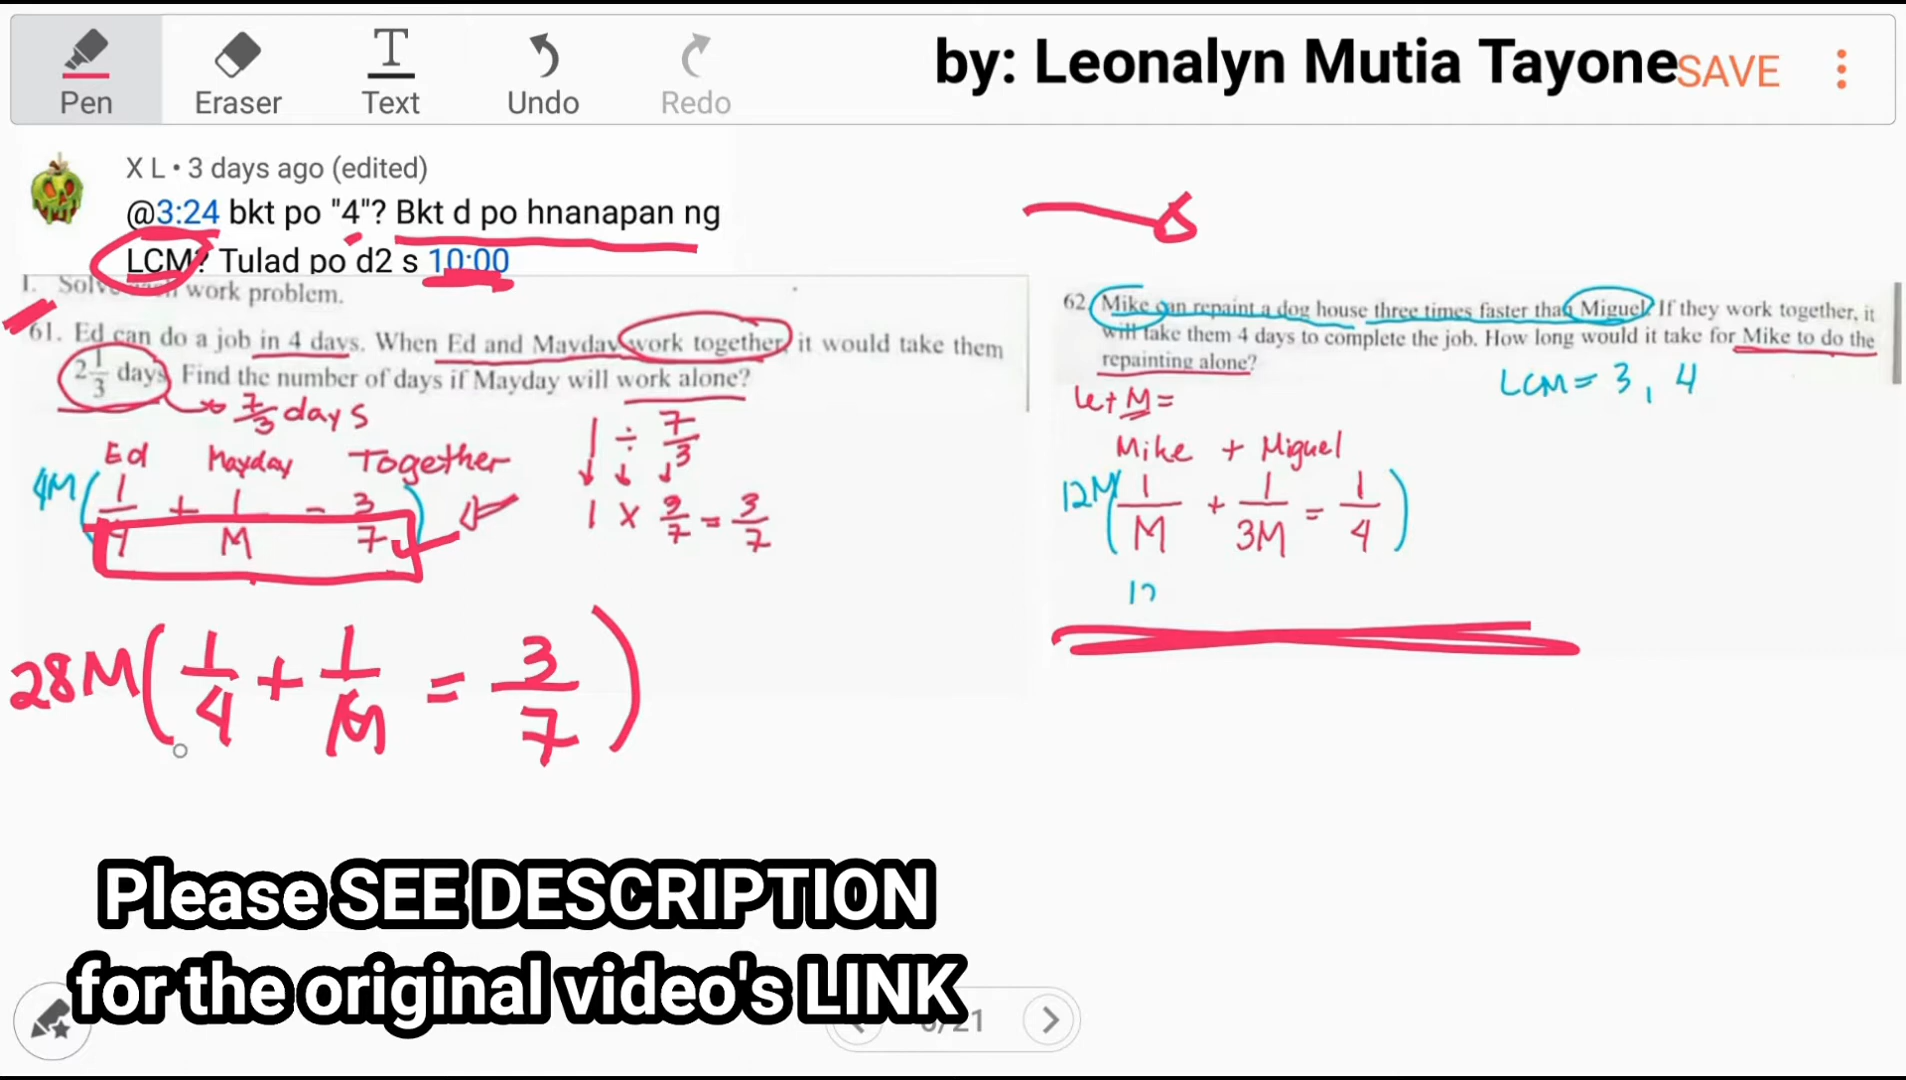 by: Leonalyn Mutia Tayone
SAVE
Pen
Eraser
Text
Undo
Redo
X L • 3 days ago (edited)
@3:24 bkt po "4"? Bkt d po hnanapan ng
LCM? Tulad po d2 s 10:00
I. Solve each work problem.
61. Ed can do a job in 4 days. When Ed and Mayday work together, it would take them
2 1/3 days. Find the number of days if Mayday will work alone?
7/3 days
1 ÷ 7/3
Ed Mayday Together
4M(1/4 + 1/M = 3/7)
1 x 3/7 = 3/7
28M(1/4 + 1/M = 3/7)
62. Mike can repaint a dog house three times faster than Miguel. If they work together, it
will take them 4 days to complete the job. How long would it take for Mike to do the
repainting alone?
LCM = 3, 4
Let M =
Mike + Miguel
12M(1/M + 1/3M = 1/4)
12
Please SEE DESCRIPTION
for the original video's LINK
/21